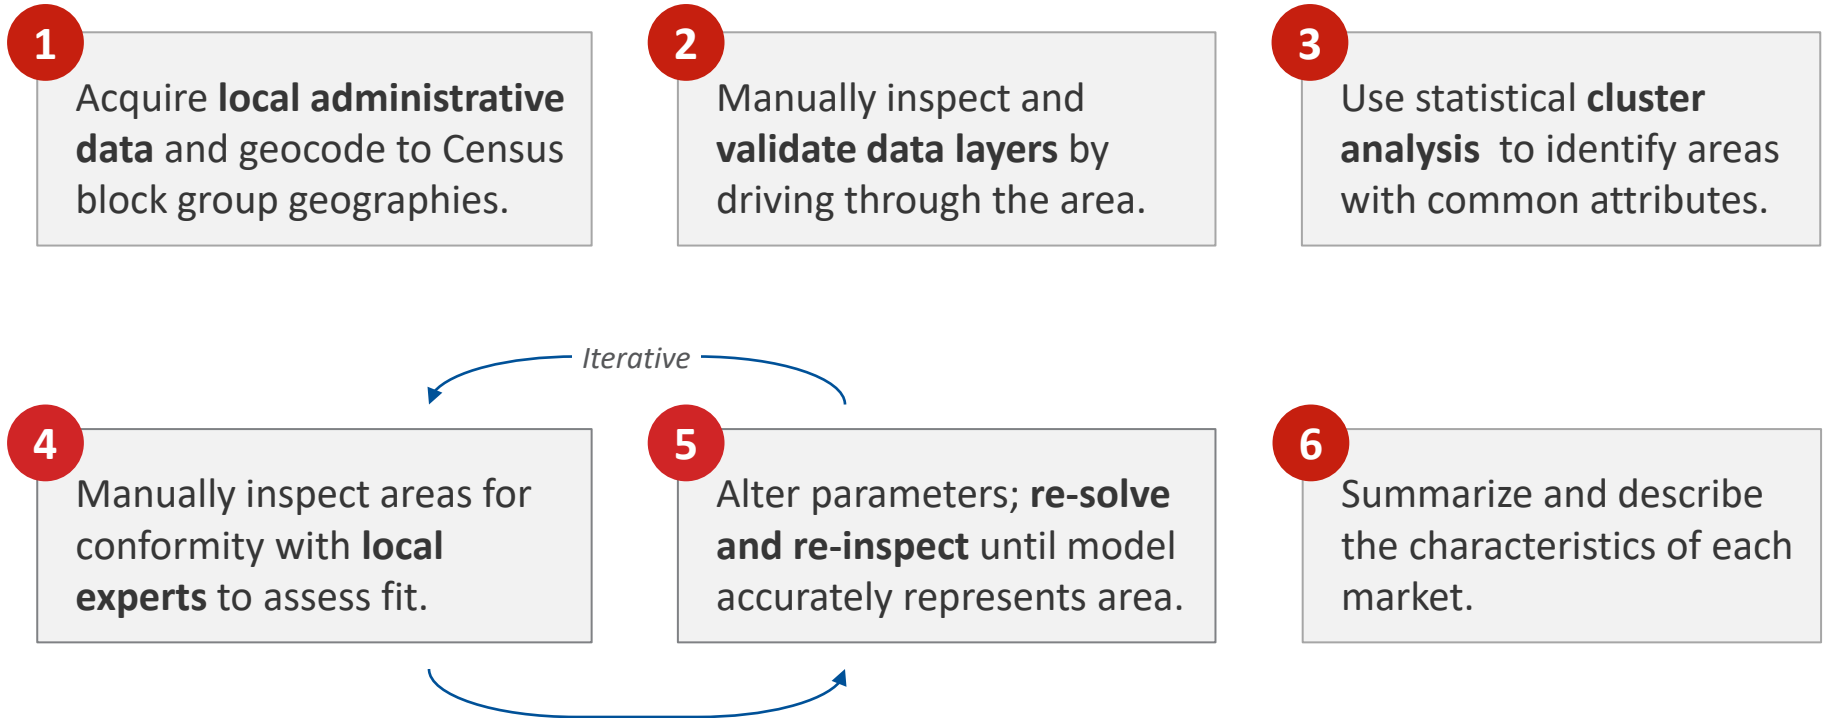 1
Acquire local administrative
data and geocode to Census
block group geographies.
2
Manually inspect and
validate data layers by
driving through the area.
3
Use statistical cluster
analysis  to identify areas
with common attributes.
Iterative
4
Manually inspect areas for
conformity with local
experts to assess fit.
5
Alter parameters; re-solve
and re-inspect until model
accurately represents area.
6
Summarize and describe
the characteristics of each
market.